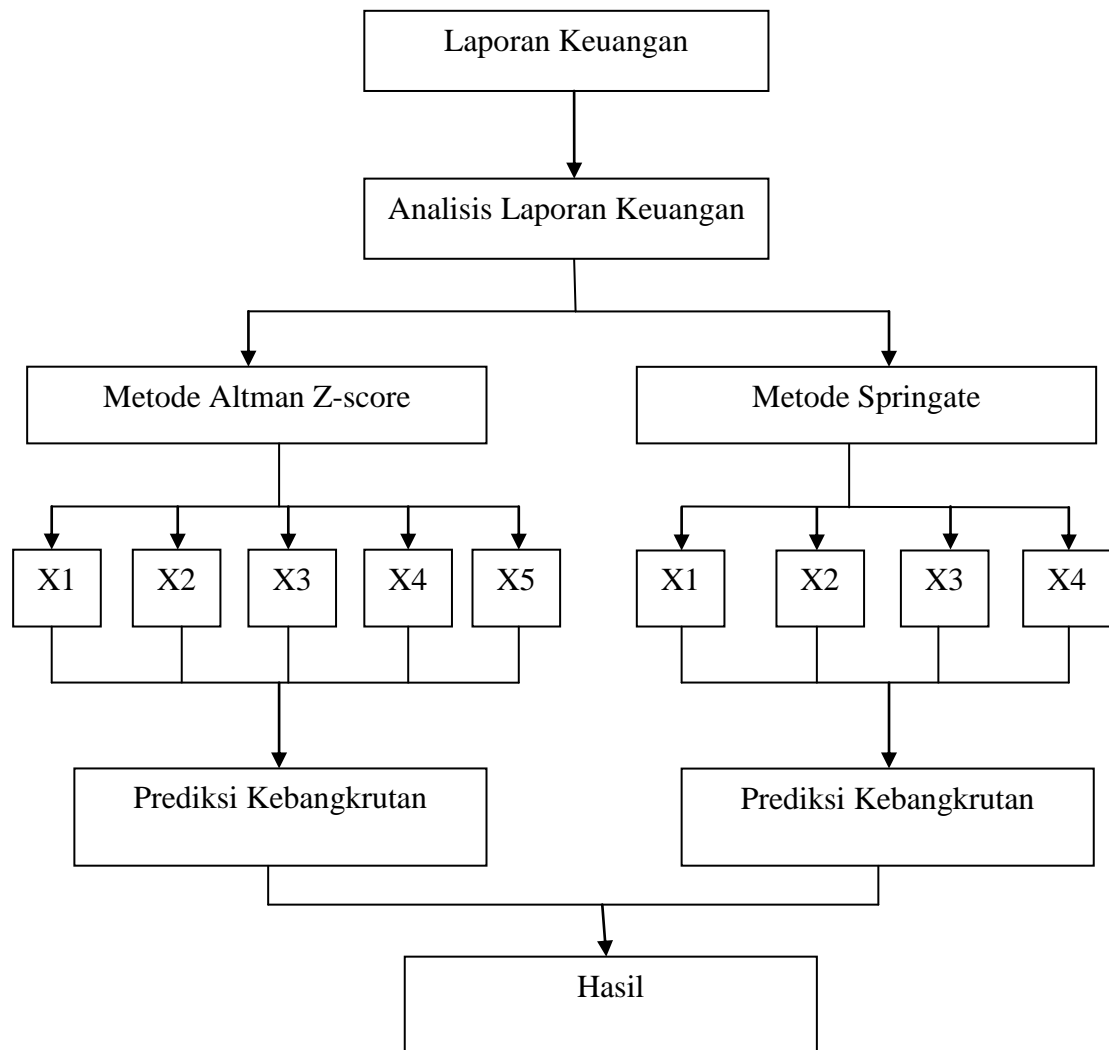 Laporan Keuangan
Analisis Laporan Keuangan
Metode Altman Z-score
Metode Springate
X1
X2
X3
X4
X5
X1
X2
X3
X4
Prediksi Kebangkrutan
Prediksi Kebangkrutan
Hasil